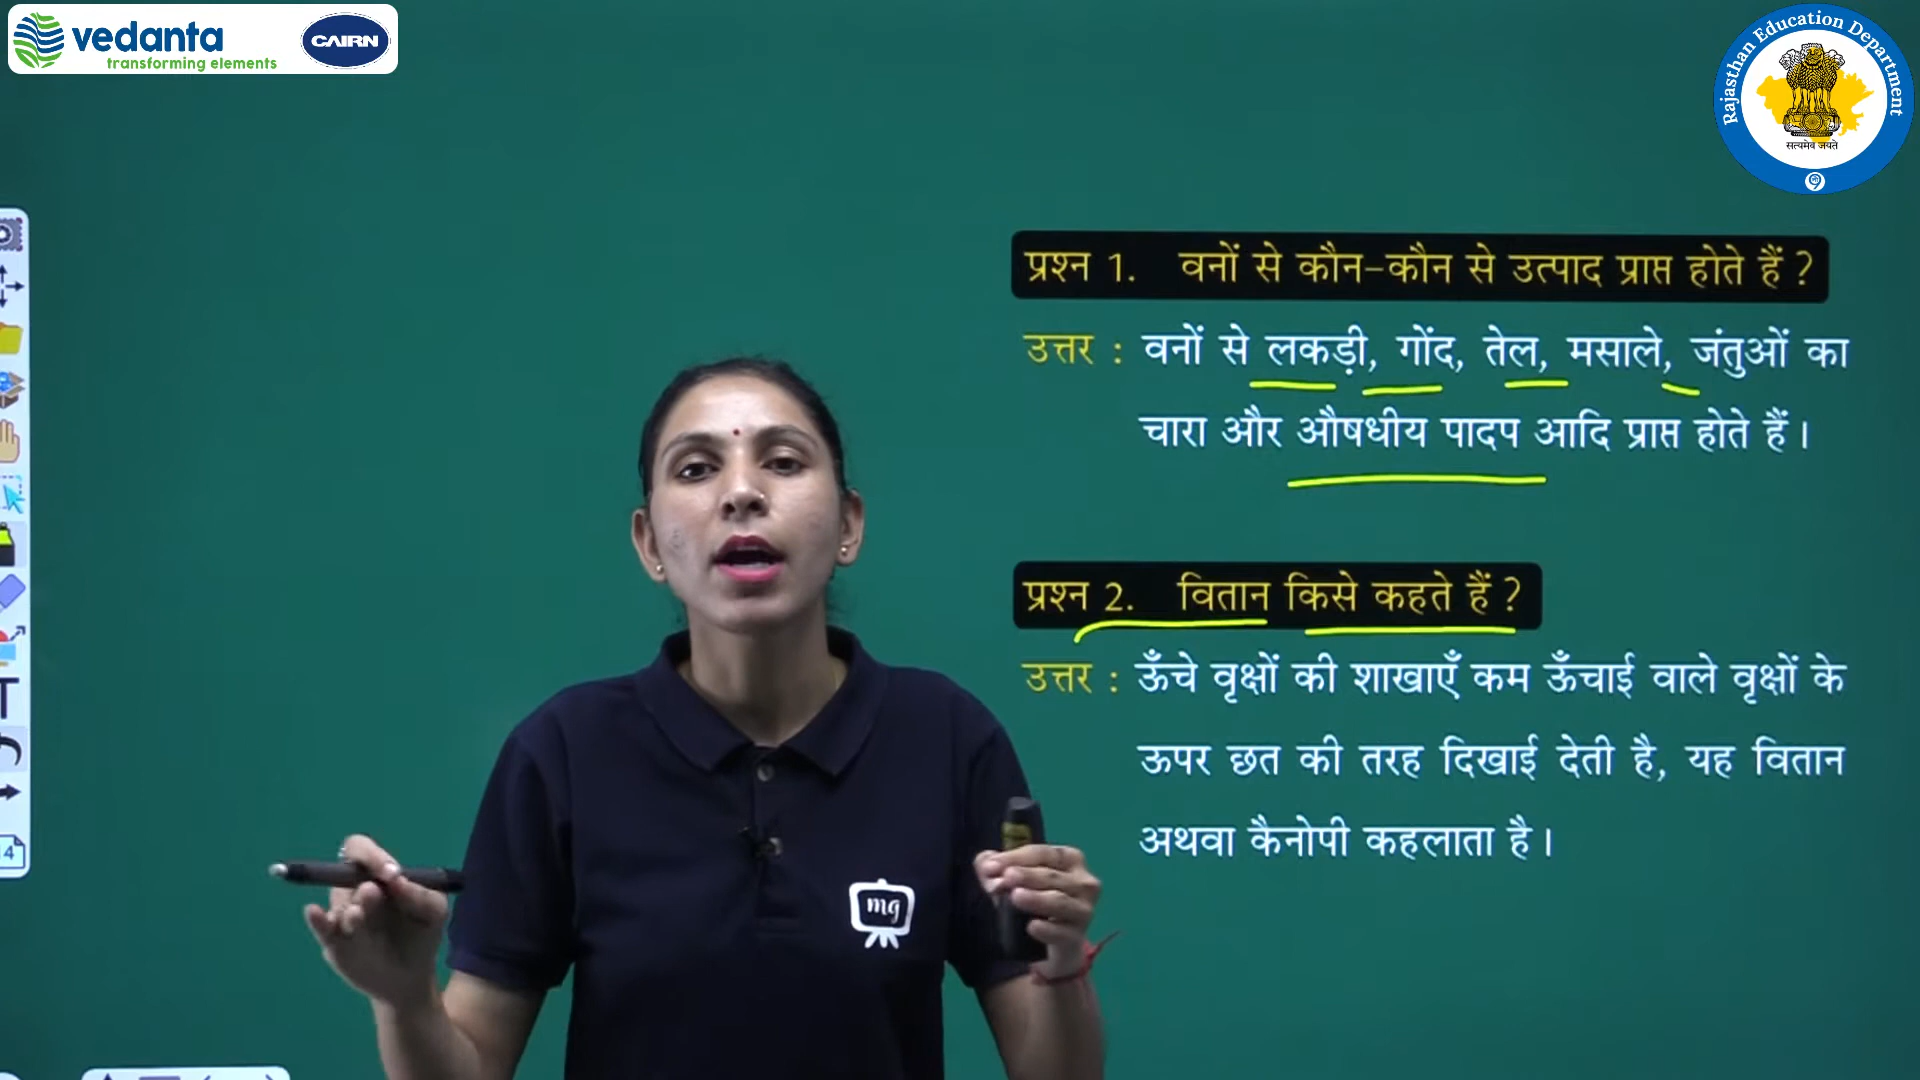 vedanta
transforming elements
CAIRN
Rajasthan Education Department
सत्यमेव जयते
प्रश्न 1. वनों से कौन-कौन से उत्पाद प्राप्त होते हैं ?
उत्तर : वनों से लकड़ी, गोंद, तेल, मसाले, जंतुओं का
चारा और औषधीय पादप आदि प्राप्त होते हैं ।
प्रश्न 2. वितान किसे कहते हैं ?
उत्तर : ऊँचे वृक्षों की शाखाएँ कम ऊँचाई वाले वृक्षों के
ऊपर छत की तरह दिखाई देती है, यह वितान
अथवा कैनोपी कहलाता है ।
mg
T